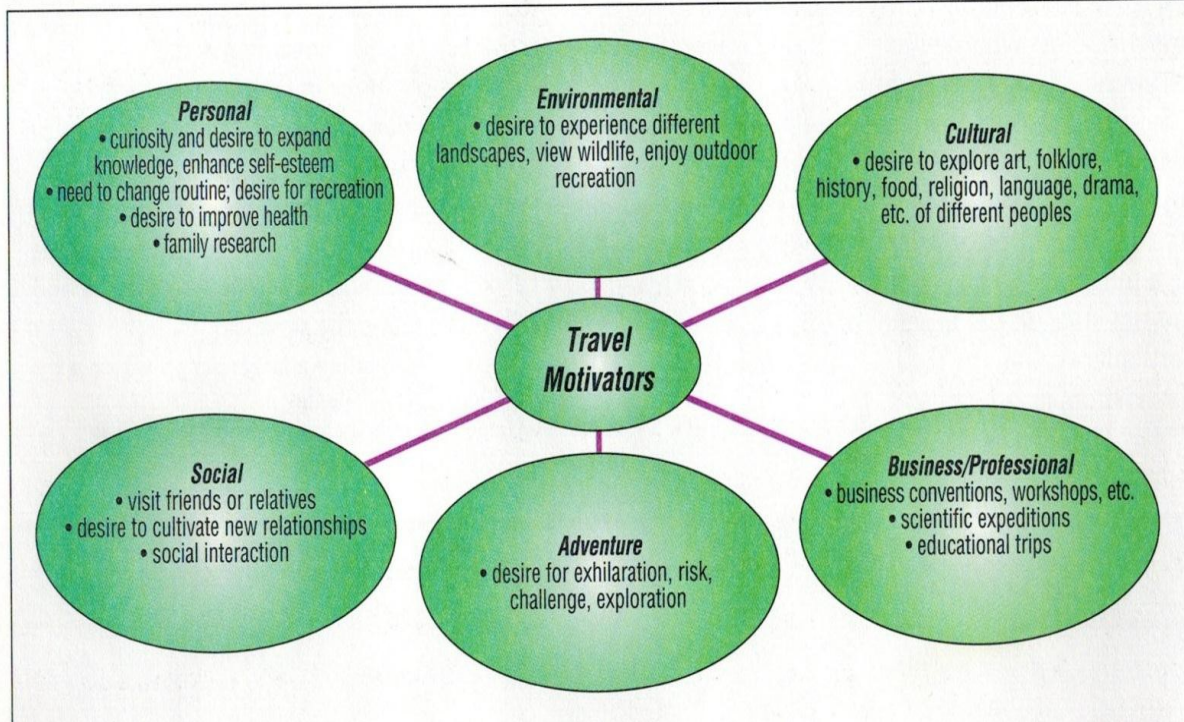 Personal
• curiosity and desire to expand
knowledge, enhance self-esteem
• need to change routine; desire for recreation
• desire to improve health
• family research
Environmental
• desire to experience different
landscapes, view wildlife, enjoy outdoor
recreation
Cultural
• desire to explore art, folklore,
history, food, religion, language, drama,
etc. of different peoples
Travel
Motivators
Social
• visit friends or relatives
• desire to cultivate new relationships
• social interaction
Adventure
• desire for exhilaration, risk,
challenge, exploration
Business/Professional
• business conventions, workshops, etc.
• scientific expeditions
• educational trips